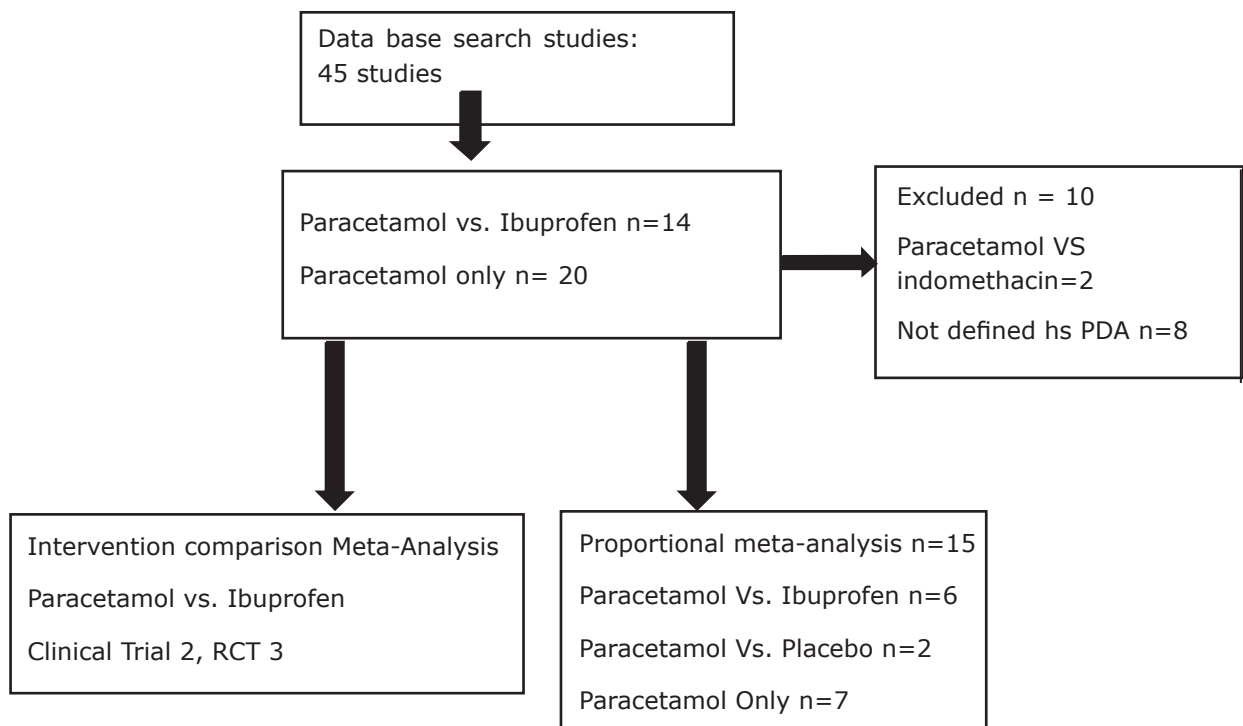 Data base search studies:
45 studies
Paracetamol vs. Ibuprofen n=14
Paracetamol only n= 20
Excluded n = 10
Paracetamol VS
indomethacin=2
Not defined hs PDA n=8
Intervention comparison Meta-Analysis
Paracetamol vs. Ibuprofen
Clinical Trial 2, RCT 3
Proportional meta-analysis n=15
Paracetamol Vs. Ibuprofen n=6
Paracetamol Vs. Placebo n=2
Paracetamol Only n=7